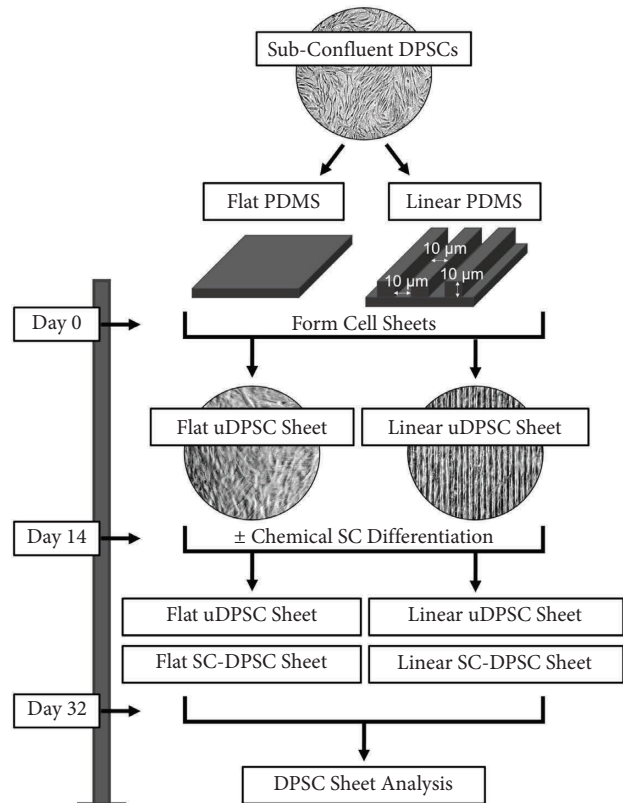 Sub-Confluent DPSCs
Flat PDMS
Linear PDMS
10 µm
10 µm
10 µm
Day 0
Form Cell Sheets
Flat uDPSC Sheet
Linear uDPSC Sheet
Day 14
± Chemical SC Differentiation
Flat uDPSC Sheet
Linear uDPSC Sheet
Flat SC-DPSC Sheet
Linear SC-DPSC Sheet
Day 32
DPSC Sheet Analysis